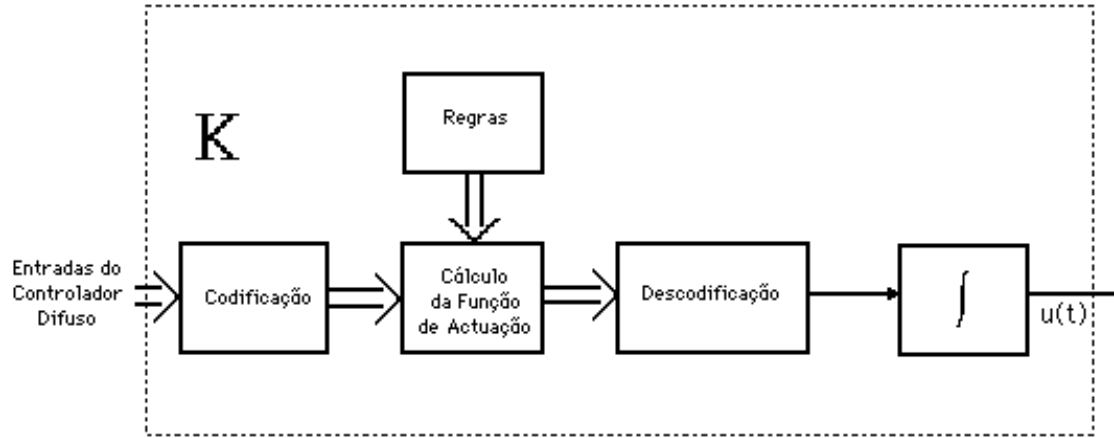 K
Regras
Entradas do
Controlador
Difuso
Codificação
Cálculo
da Função
de Actuação
Descodificação
∫
u(t)